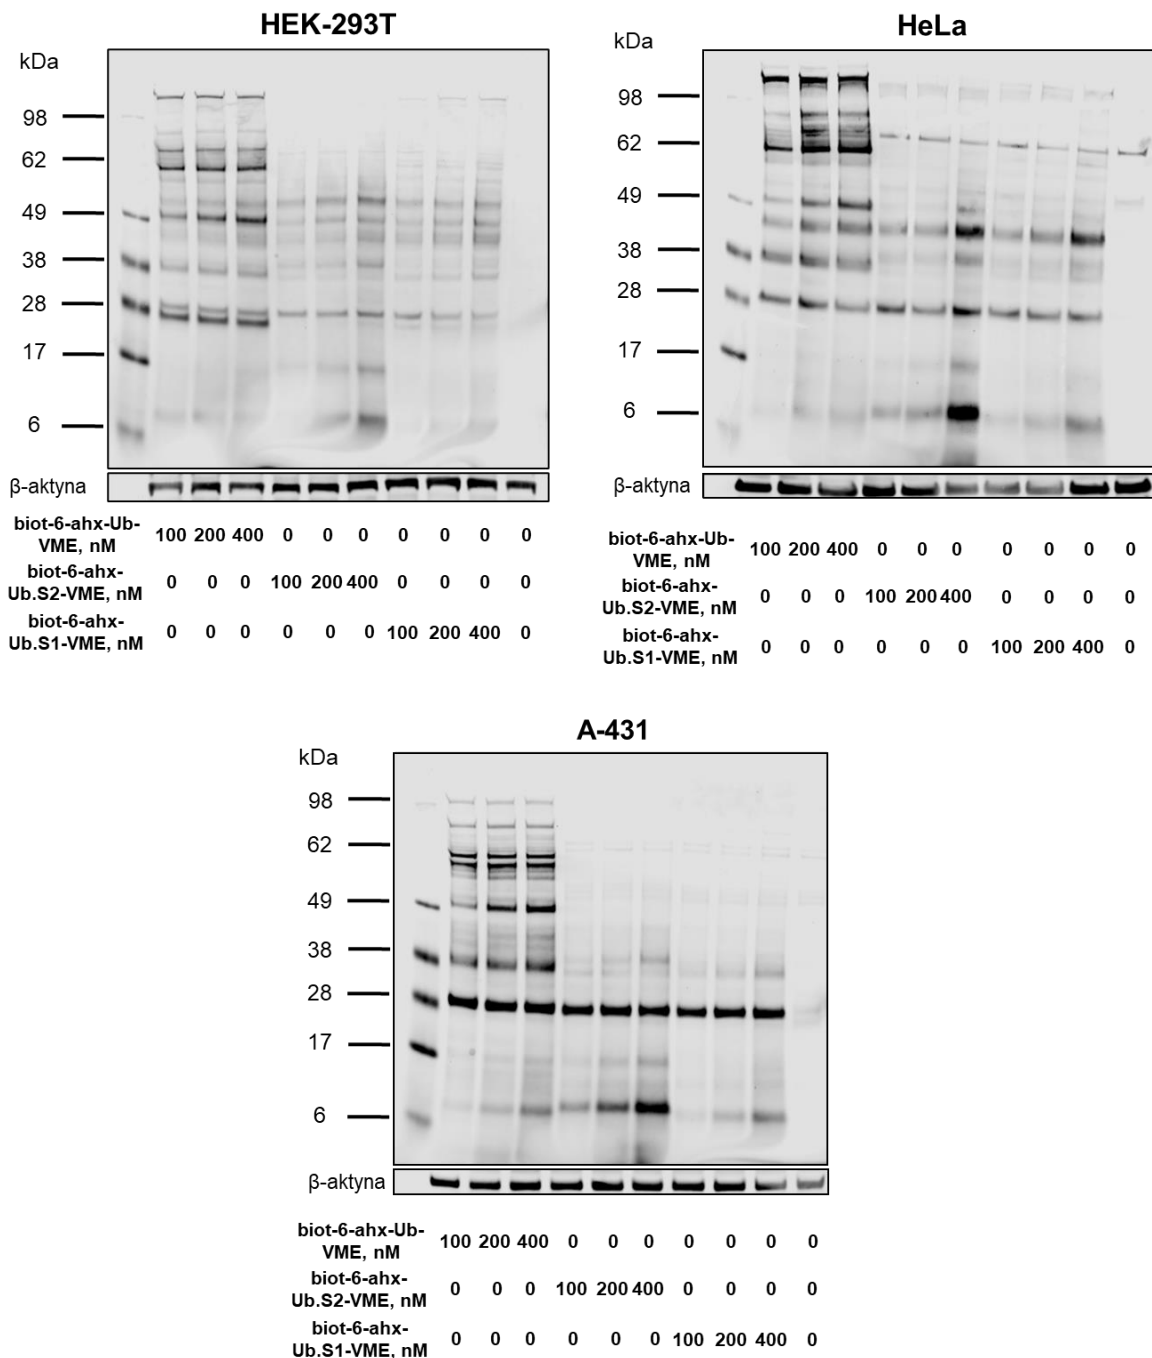 HEK-293T
kDa
98
62
49
38
28
17
6
β-aktyna
biot-6-ahx-Ub-
VME, nM 100 200 400 0 0 0 0 0 0 0
biot-6-ahx-
Ub.S2-VME, nM 0 0 0 100 200 400 0 0 0 0
biot-6-ahx-
Ub.S1-VME, nM 0 0 0 0 0 0 100 200 400 0
HeLa
kDa
98
62
49
38
28
17
6
β-aktyna
biot-6-ahx-Ub-
VME, nM 100 200 400 0 0 0 0 0 0 0
biot-6-ahx-
Ub.S2-VME, nM 0 0 0 100 200 400 0 0 0 0
biot-6-ahx-
Ub.S1-VME, nM 0 0 0 0 0 0 100 200 400 0
A-431
kDa
98
62
49
38
28
17
6
β-aktyna
biot-6-ahx-Ub-
VME, nM 100 200 400 0 0 0 0 0 0 0
biot-6-ahx-
Ub.S2-VME, nM 0 0 0 100 200 400 0 0 0 0
biot-6-ahx-
Ub.S1-VME, nM 0 0 0 0 0 0 100 200 400 0